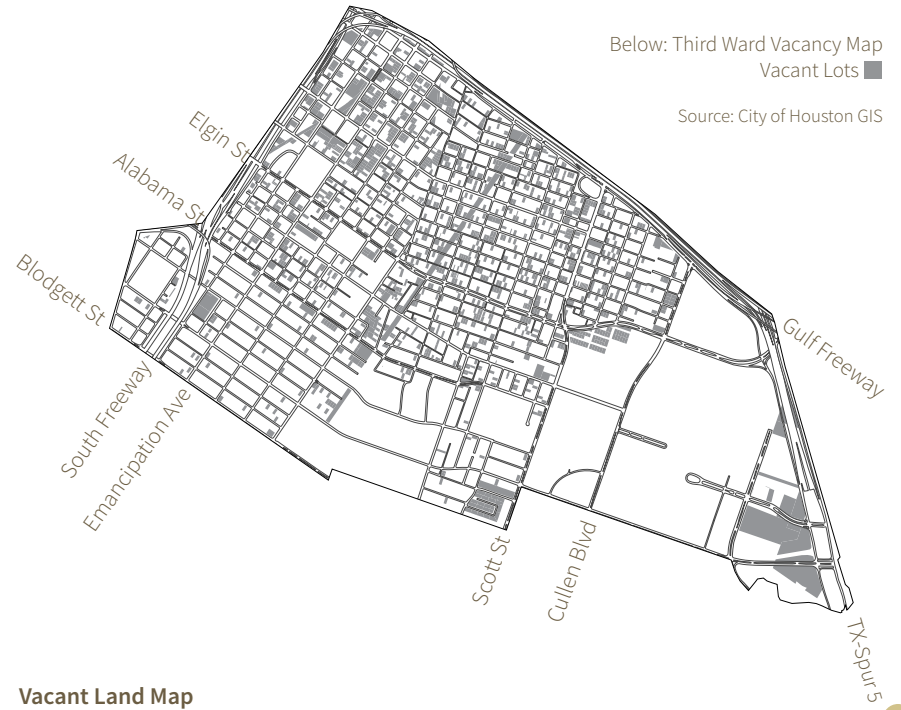 Below: Third Ward Vacancy Map
Vacant Lots
Source: City of Houston GIS
Elgin St
Alabama St
Blodgett St
South Freeway
Emancipation Ave
Scott St
Cullen Blvd
Gulf Freeway
TX-Spur 5
Vacant Land Map